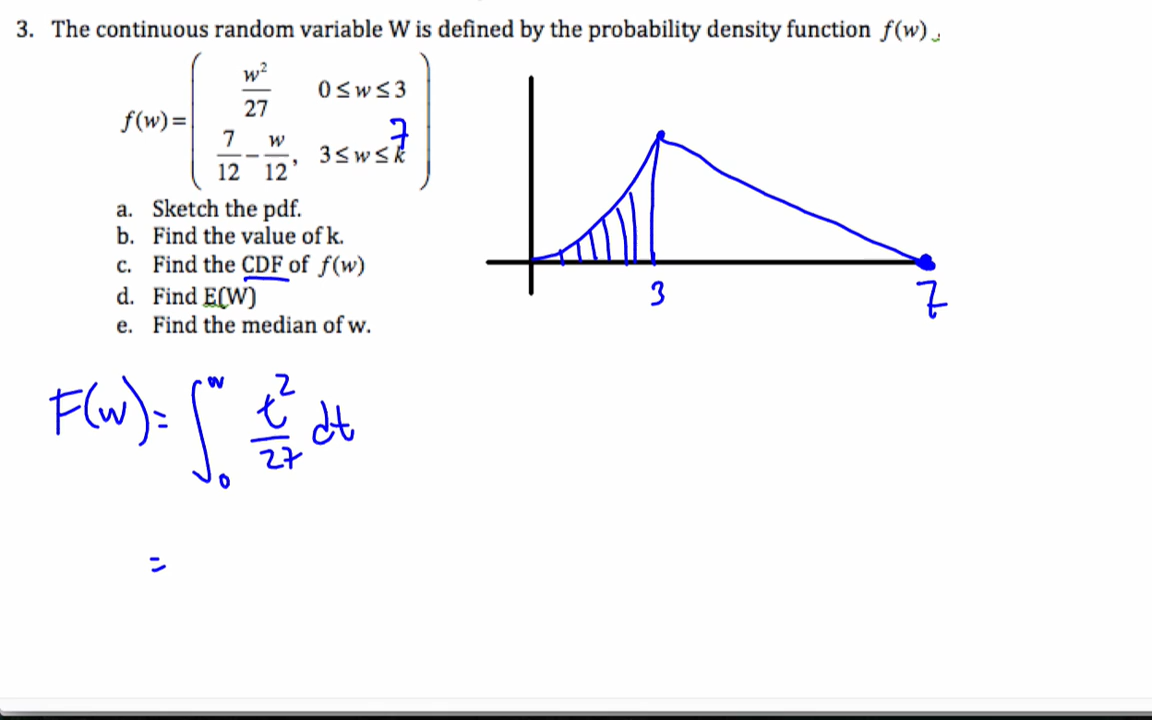 3. The continuous random variable W is defined by the probability density function f(w).
f(w)= w²/27 0≤w≤3
7/12 − w/12, 3≤w≤k 7
a. Sketch the pdf.
b. Find the value of k.
c. Find the CDF of f(w)
d. Find E(W)
e. Find the median of w.
3 7
F(w)= ∫₀ʷ t²/27 dt
=